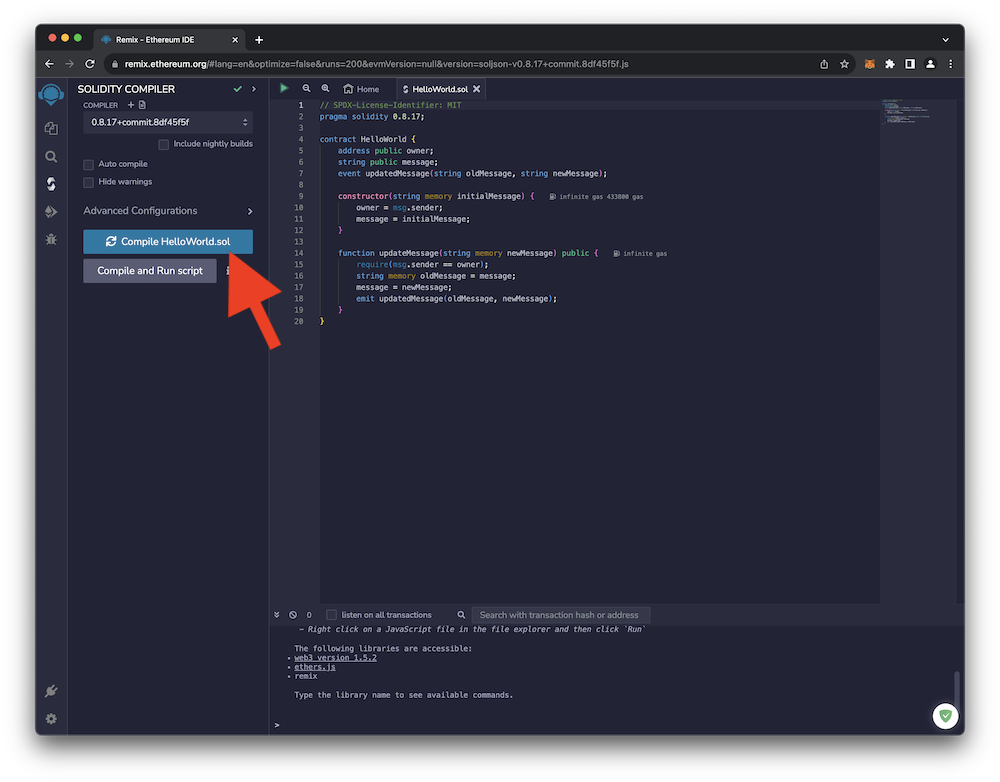 Remix - Ethereum IDE
remix.ethereum.org/#lang=en&optimize=false&runs=200&evmVersion=null&version=soljson-v0.8.17+commit.8df45f5f.js
SOLIDITY COMPILER
COMPILER
0.8.17+commit.8df45f5f
Include nightly builds
Auto compile
Hide warnings
Advanced Configurations
Compile HelloWorld.sol
Compile and Run script
Home
HelloWorld.sol
1 // SPDX-License-Identifier: MIT
2 pragma solidity 0.8.17;
3
4 contract HelloWorld {
5 address public owner;
6 string public message;
7 event updatedMessage(string oldMessage, string newMessage);
8
9 constructor(string memory initialMessage) { infinite gas 433800 gas
10 owner = msg.sender;
11 message = initialMessage;
12 }
13
14 function updateMessage(string memory newMessage) public { infinite gas
15 require(msg.sender == owner);
16 string memory oldMessage = message;
17 message = newMessage;
18 emit updatedMessage(oldMessage, newMessage);
19 }
20 }
0 listen on all transactions Search with transaction hash or address
- Right click on a JavaScript file in the file explorer and then click `Run`
The following libraries are accessible:
• web3 version 1.5.2
• ethers.js
• remix
Type the library name to see available commands.
>